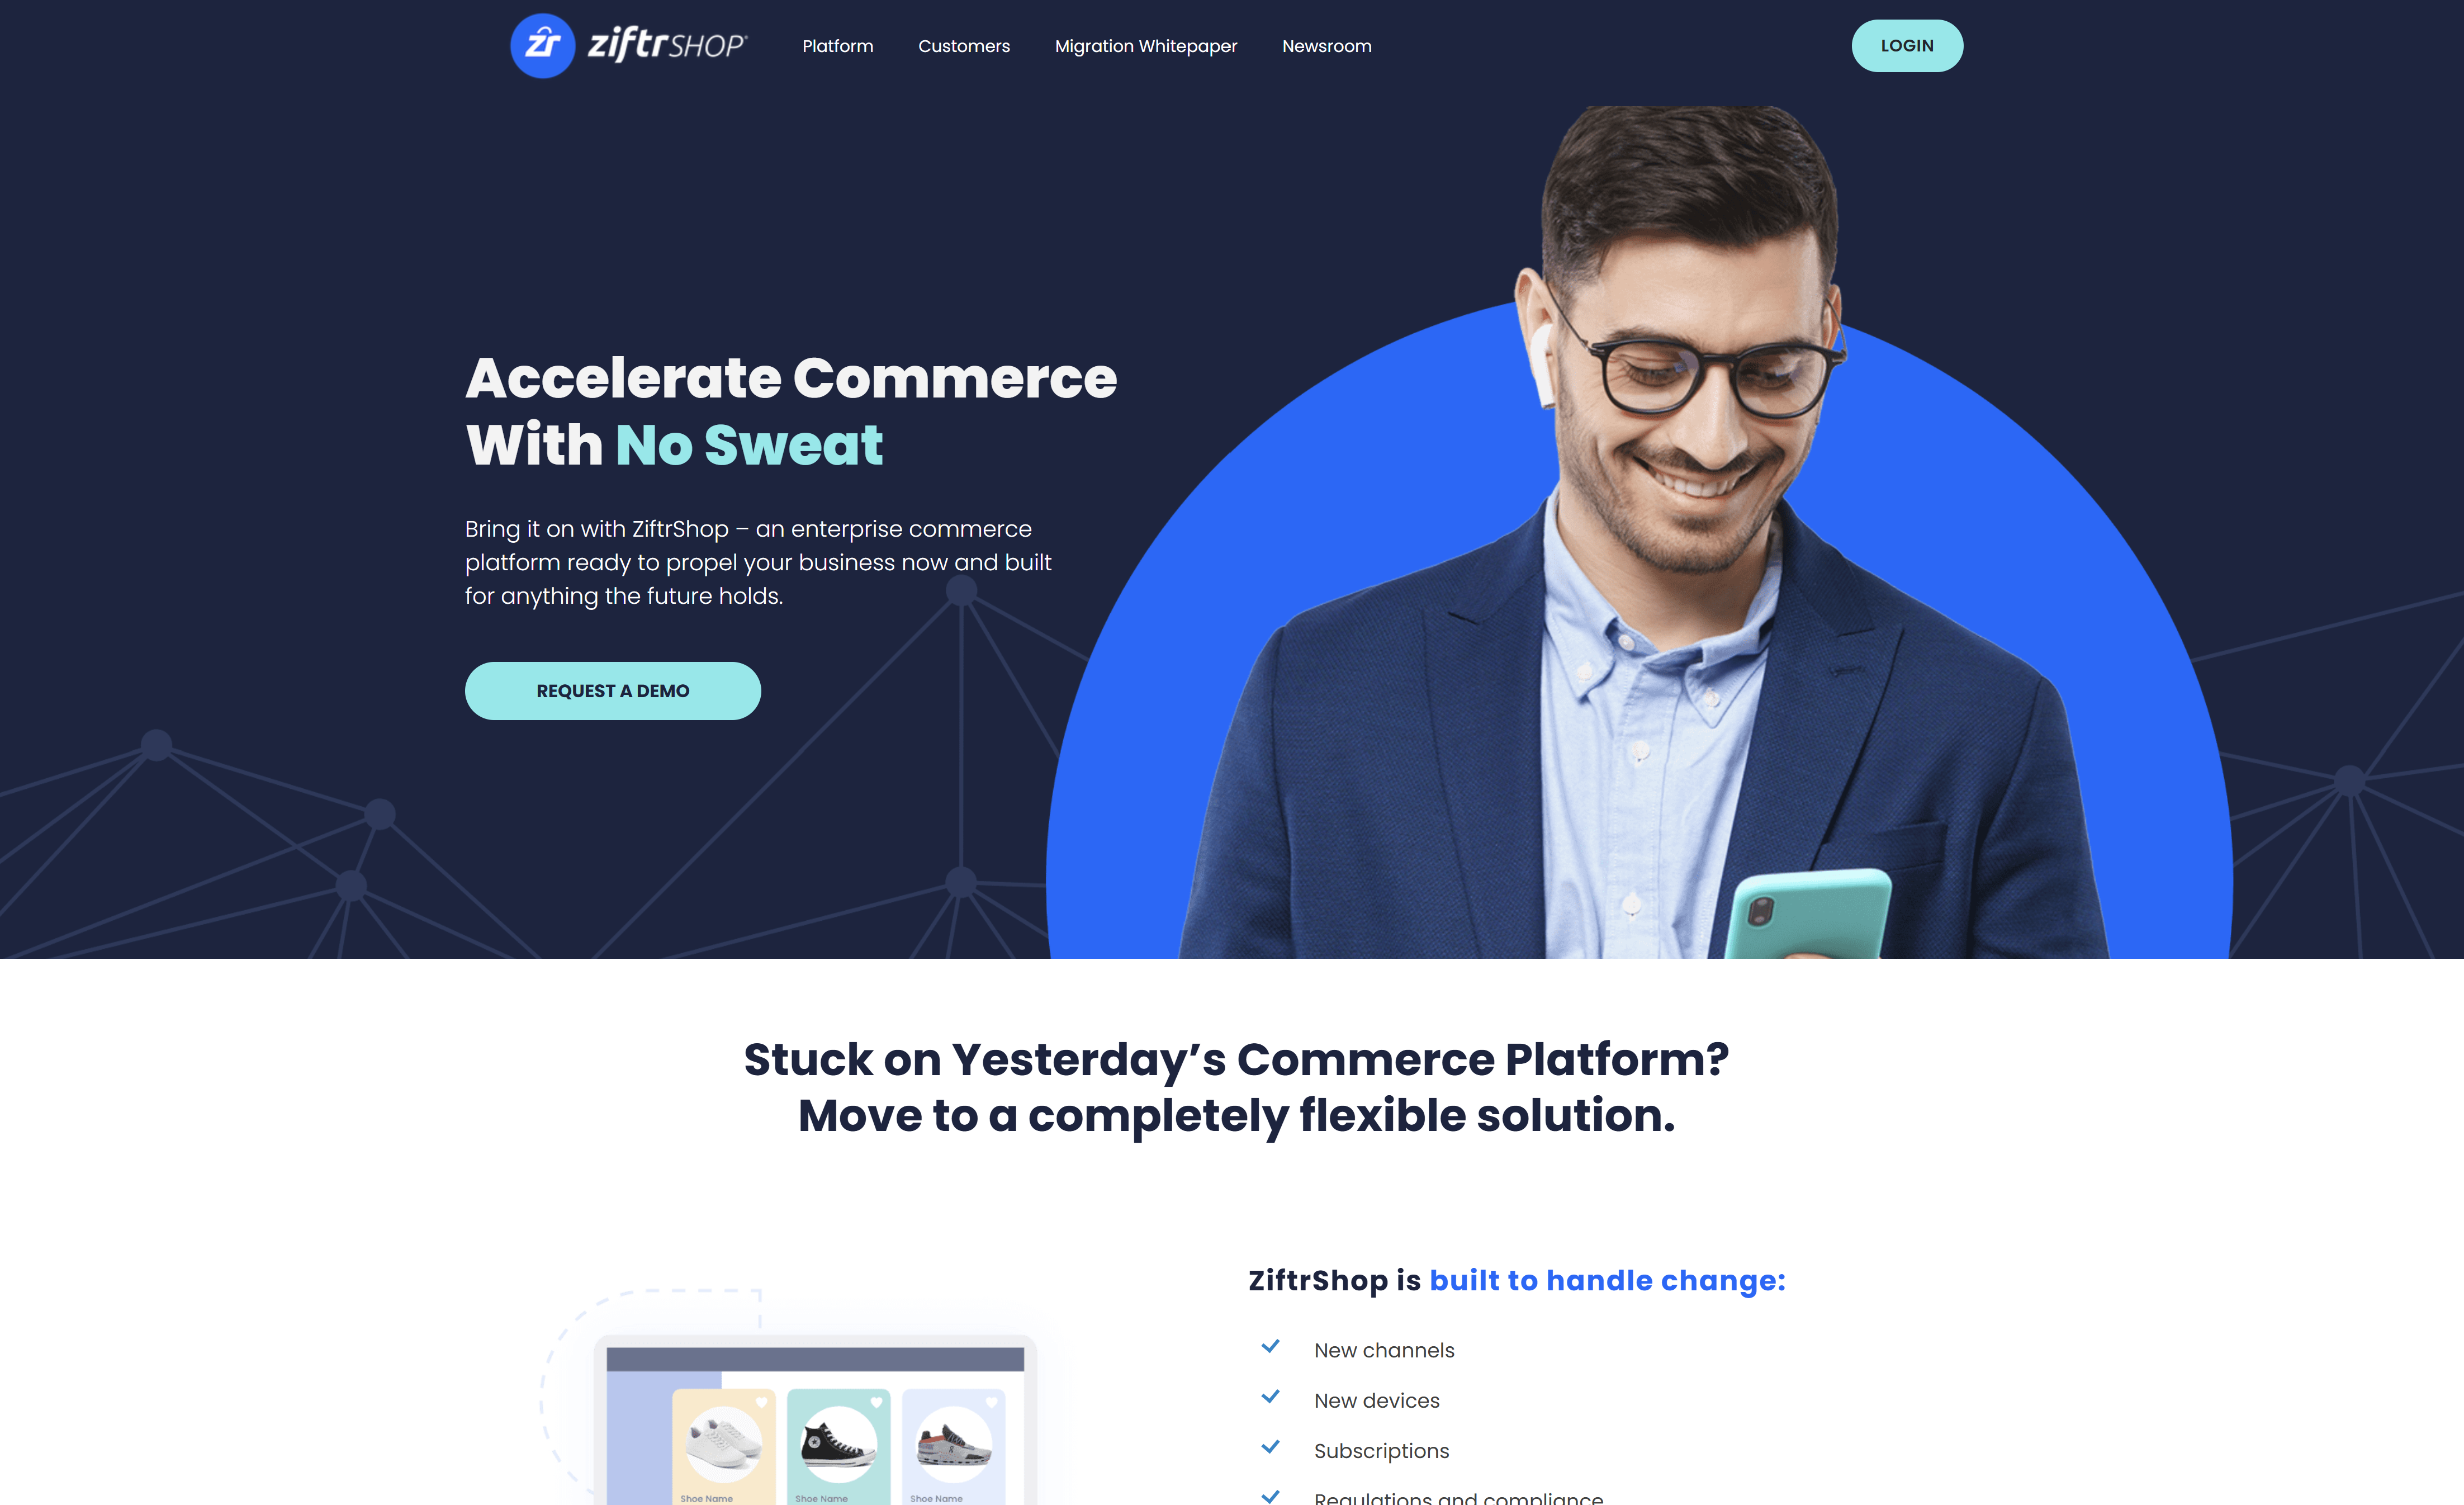 zr ziftrSHOP®
Platform
Customers
Migration Whitepaper
Newsroom
LOGIN
Accelerate Commerce
With No Sweat
Bring it on with ZiftrShop – an enterprise commerce
platform ready to propel your business now and built
for anything the future holds.
REQUEST A DEMO
Stuck on Yesterday’s Commerce Platform?
Move to a completely flexible solution.
ZiftrShop is built to handle change:
New channels
New devices
Subscriptions
Regulations and compliance
Shoe Name
Shoe Name
Shoe Name